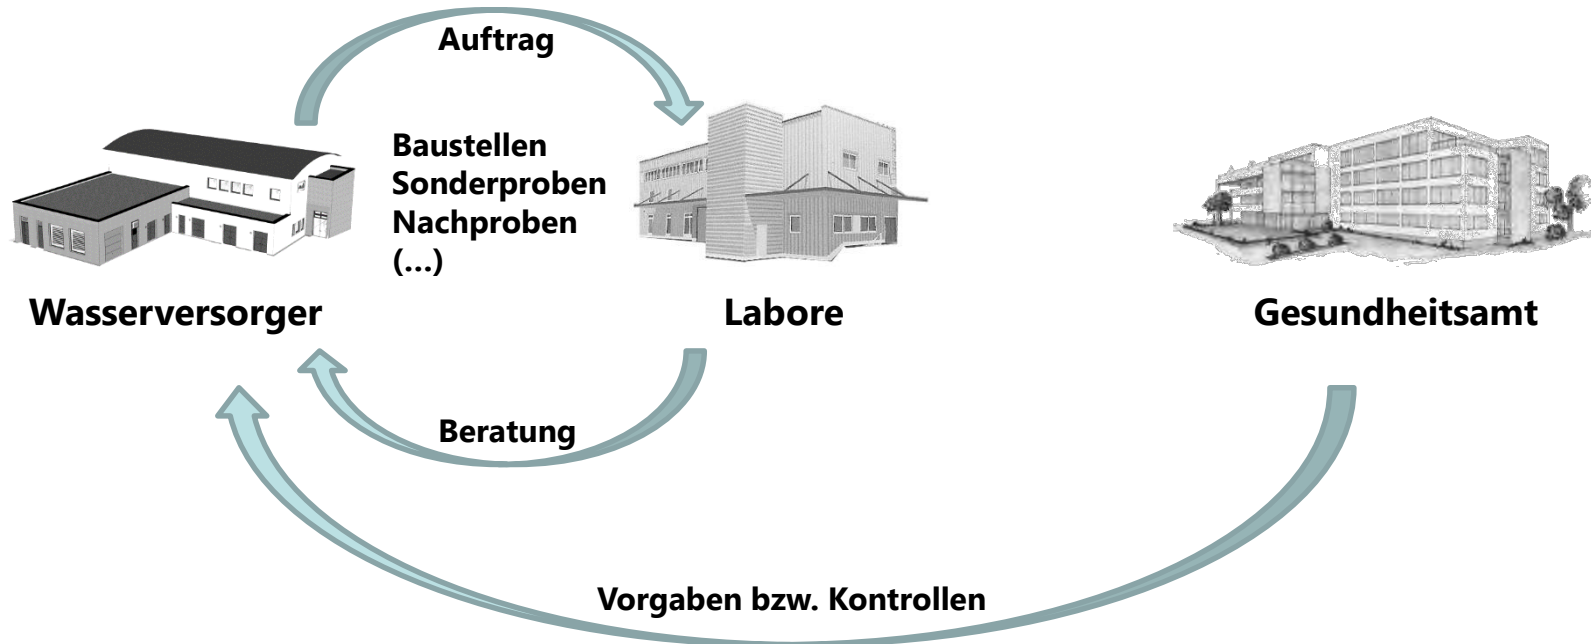 Auftrag
Baustellen
Sonderproben
Nachproben
(...)
Wasserversorger
Labore
Gesundheitsamt
Beratung
Vorgaben bzw. Kontrollen